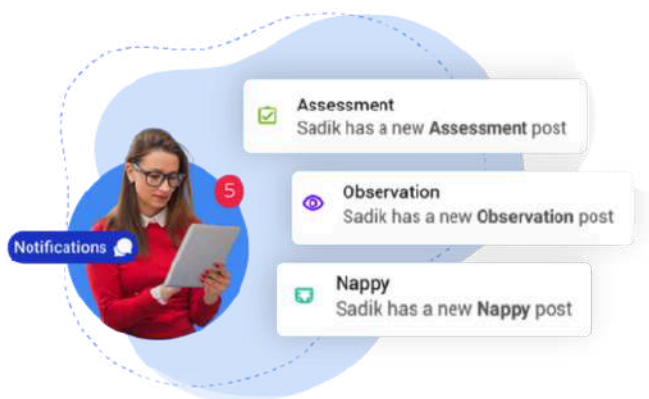 Assessment
Sadik has a new Assessment post
5
Observation
Sadik has a new Observation post
Notifications
Nappy
Sadik has a new Nappy post